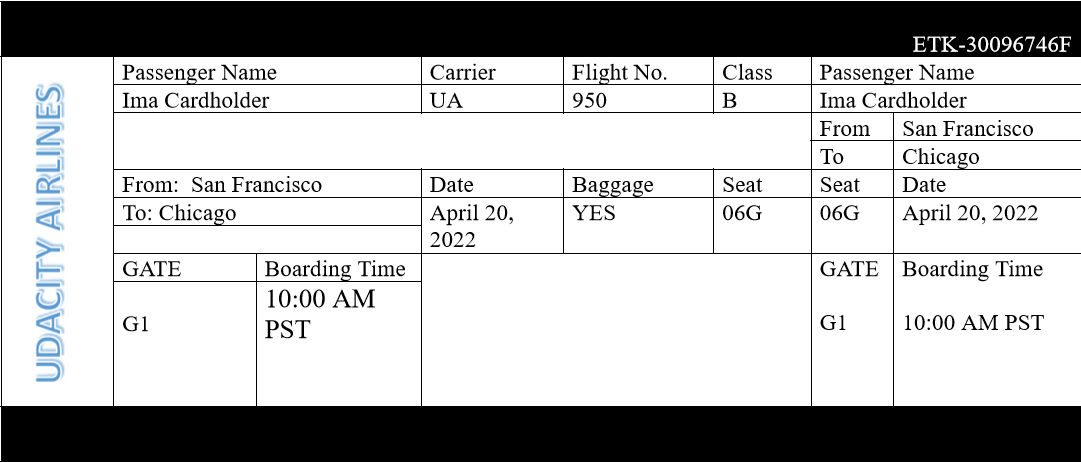 ETK-30096746F
UDACITY AIRLINES
Passenger Name Carrier Flight No. Class Passenger Name
Ima Cardholder UA 950 B Ima Cardholder
From San Francisco
To Chicago
From: San Francisco Date Baggage Seat Seat Date
To: Chicago April 20, YES 06G 06G April 20, 2022
2022
GATE Boarding Time GATE Boarding Time
10:00 AM
G1 PST G1 10:00 AM PST